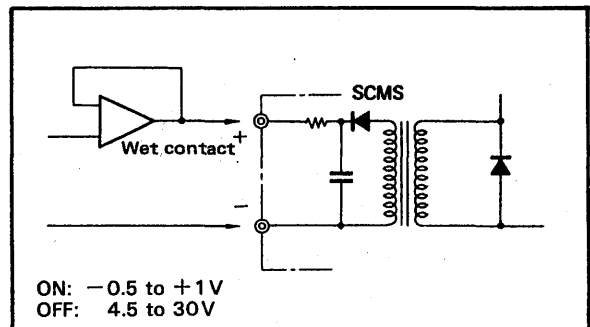 SCMS
+
Wet contact
−
ON: −0.5 to +1V
OFF: 4.5 to 30V